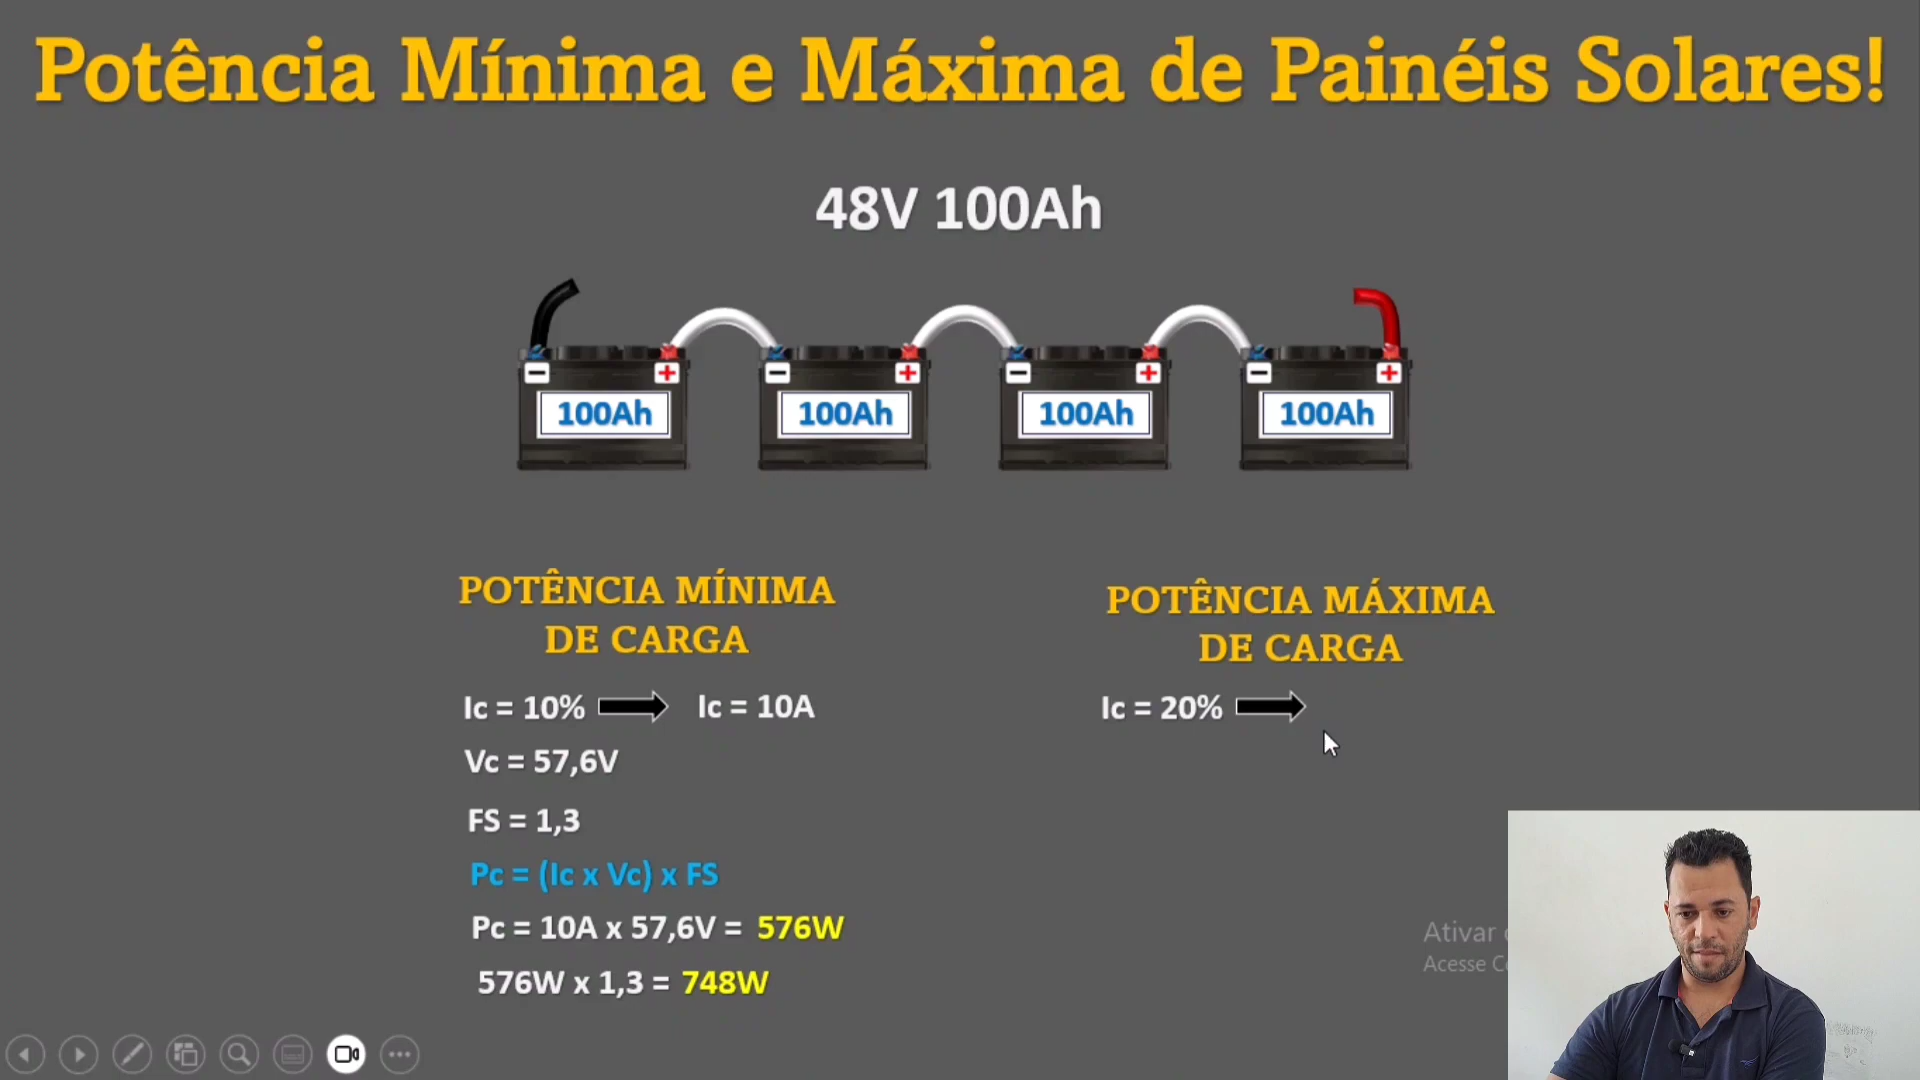 Potência Mínima e Máxima de Painéis Solares!
48V 100Ah
100Ah
100Ah
100Ah
100Ah
POTÊNCIA MÍNIMA
DE CARGA
Ic = 10%
Ic = 10A
Vc = 57,6V
FS = 1,3
Pc = (Ic x Vc) x FS
Pc = 10A x 57,6V = 576W
576W x 1,3 = 748W
POTÊNCIA MÁXIMA
DE CARGA
Ic = 20%
Ativar
Acesse